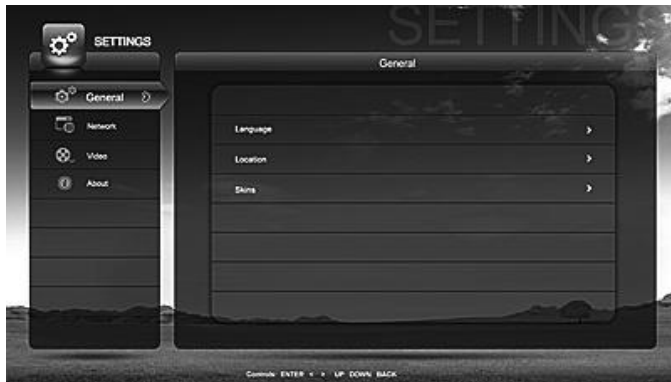 SETTINGS
SETTINGS
General
General
Network
Video
About
Language
Location
Skins
Controls: ENTER < > UP DOWN BACK